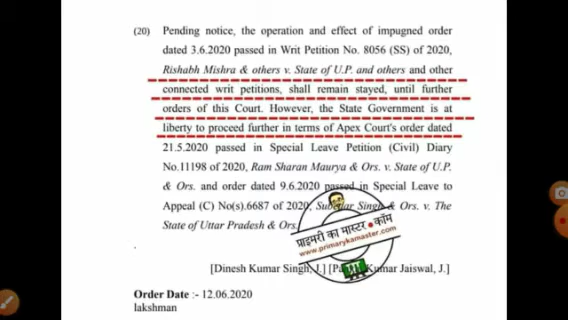 (20) Pending notice, the operation and effect of impugned order
dated 3.6.2020 passed in Writ Petition No. 8056 (SS) of 2020,
Rishabh Mishra & others v. State of U.P. and others and other
connected writ petitions, shall remain stayed, until further
orders of this Court. However, the State Government is at
liberty to proceed further in terms of Apex Court's order dated
21.5.2020 passed in Special Leave Petition (Civil) Diary
No.11198 of 2020, Ram Sharan Maurya & Ors. v. State of U.P.
& Ors. and order dated 9.6.2020 passed in Special Leave to
Appeal (C) No(s).6687 of 2020, Singh & Ors. v. The
State of Uttar Pradesh & Ors.
प्राइमरी का मास्टर ● कॉम
www.primarykamaster.com
[Dinesh Kumar Singh, J.] Kumar Jaiswal, J.]
Order Date :- 12.06.2020
lakshman